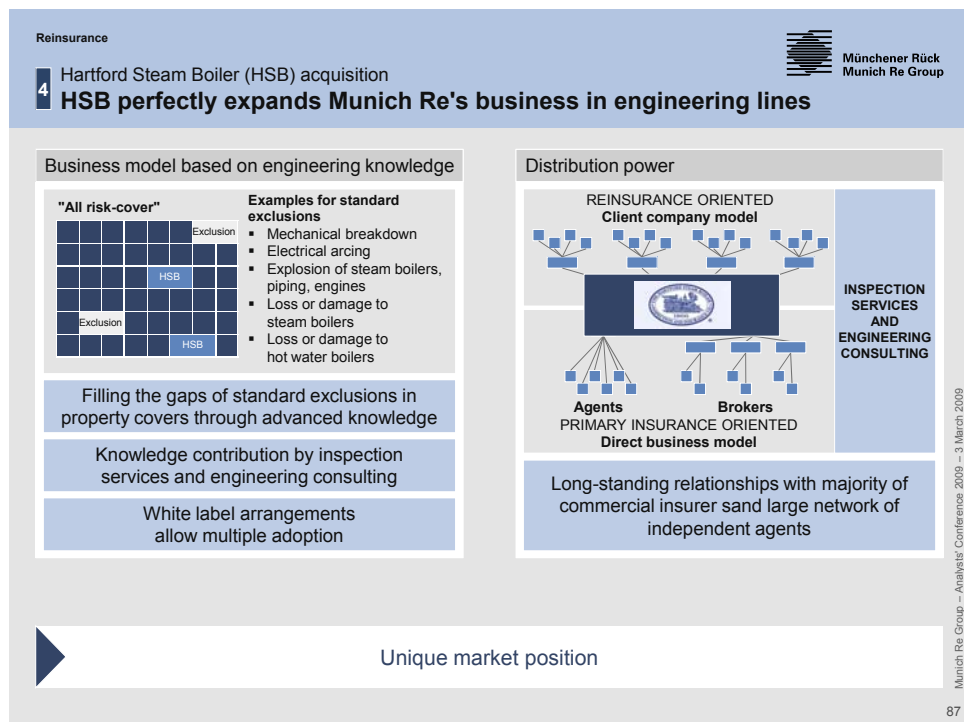 Reinsurance
Münchener Rück
Munich Re Group
4
Hartford Steam Boiler (HSB) acquisition
HSB perfectly expands Munich Re's business in engineering lines
Business model based on engineering knowledge
"All risk-cover"
Exclusion
HSB
Exclusion
HSB
Examples for standard
exclusions
▪ Mechanical breakdown
▪ Electrical arcing
▪ Explosion of steam boilers,
piping, engines
▪ Loss or damage to
steam boilers
▪ Loss or damage to
hot water boilers
Filling the gaps of standard exclusions in
property covers through advanced knowledge
Knowledge contribution by inspection
services and engineering consulting
White label arrangements
allow multiple adoption
Distribution power
REINSURANCE ORIENTED
Client company model
Agents
Brokers
PRIMARY INSURANCE ORIENTED
Direct business model
INSPECTION
SERVICES
AND
ENGINEERING
CONSULTING
Long-standing relationships with majority of
commercial insurer sand large network of
independent agents
Unique market position
Munich Re Group – Analysts' Conference 2009 – 3 March 2009
87